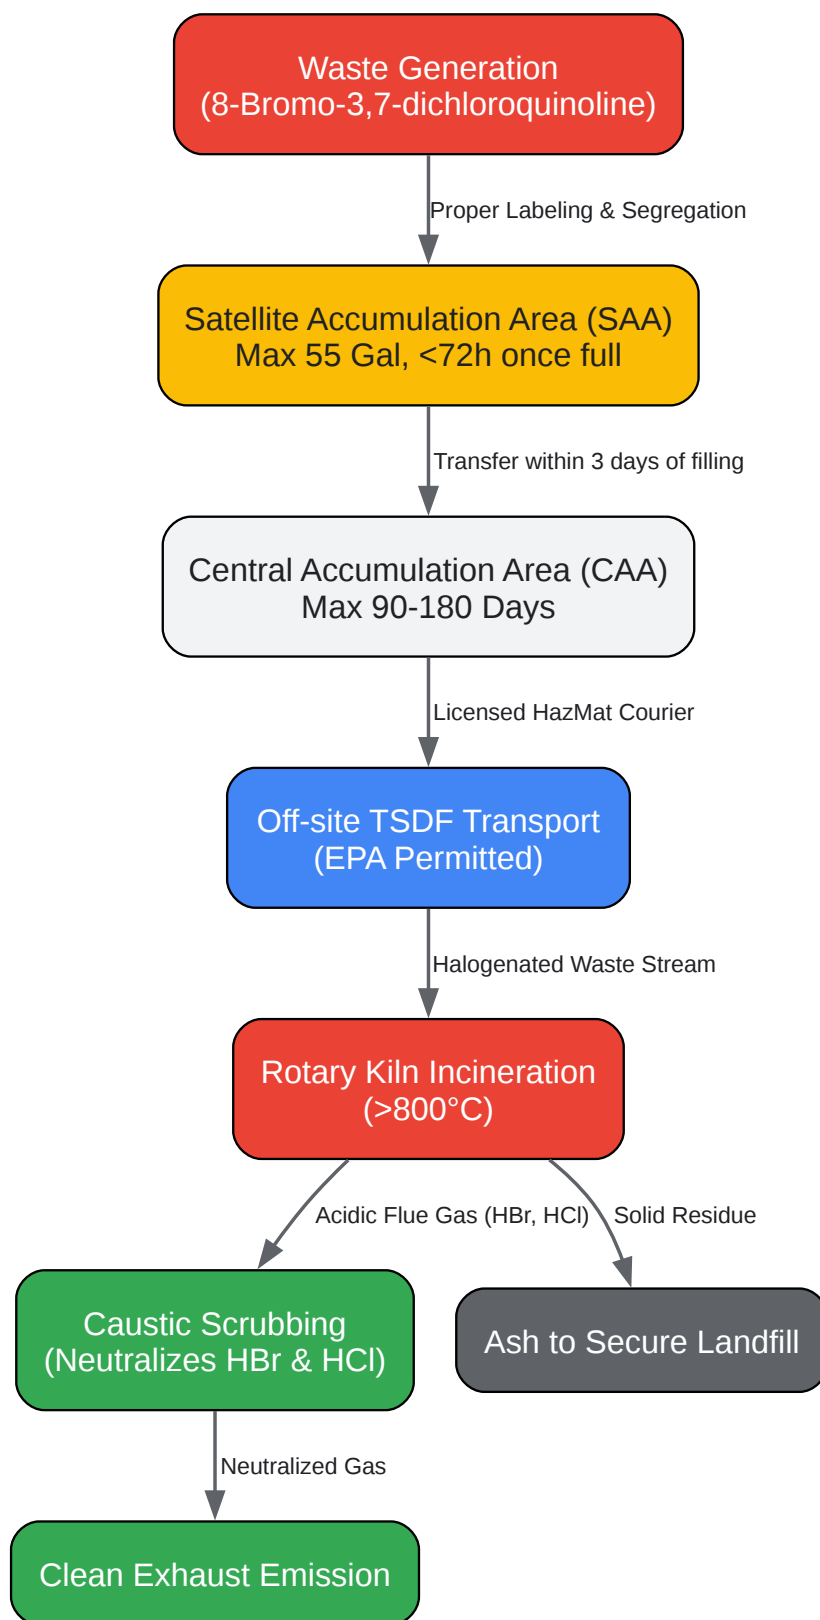 Waste Generation
(8-Bromo-3,7-dichloroquinoline)
Proper Labeling & Segregation
Satellite Accumulation Area (SAA)
Max 55 Gal, <72h once full
Transfer within 3 days of filling
Central Accumulation Area (CAA)
Max 90-180 Days
Licensed HazMat Courier
Off-site TSDF Transport
(EPA Permitted)
Halogenated Waste Stream
Rotary Kiln Incineration
(>800°C)
Acidic Flue Gas (HBr, HCl)
Solid Residue
Caustic Scrubbing
(Neutralizes HBr & HCl)
Ash to Secure Landfill
Neutralized Gas
Clean Exhaust Emission